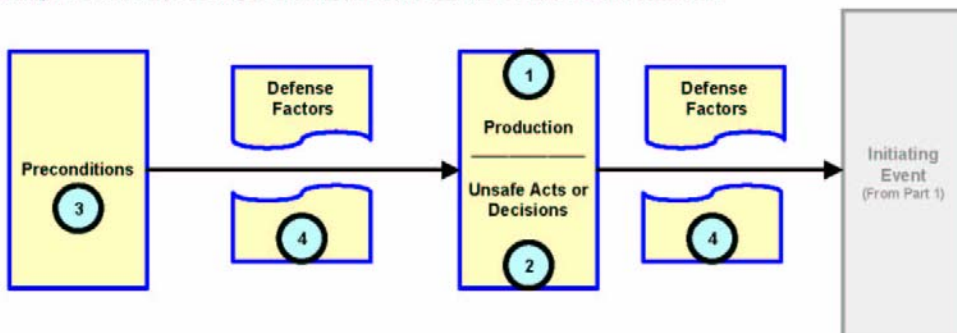 Preconditions
3
Defense
Factors
4
1
Production
Unsafe Acts or
Decisions
2
Defense
Factors
4
Initiating
Event
(From Part 1)